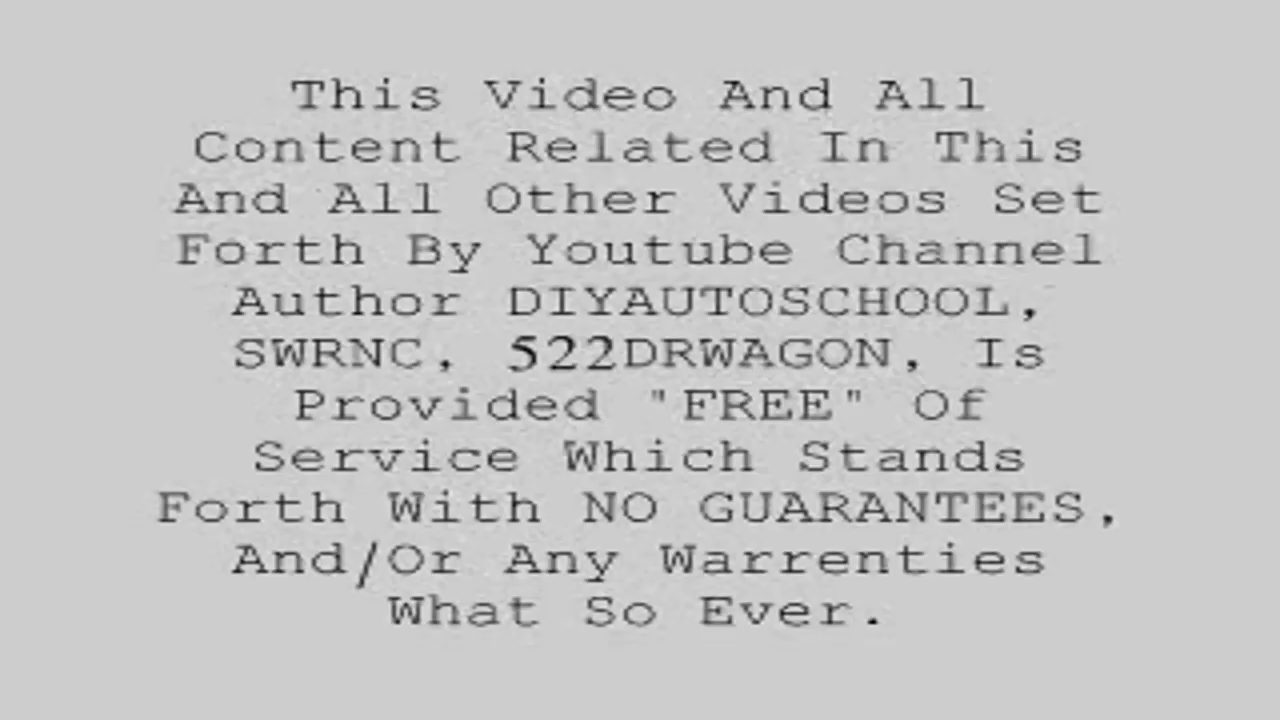 This Video And All
Content Related In This
And All Other Videos Set
Forth By Youtube Channel
Author DIYAUTOSCHOOL,
SWRNC, 522DRWAGON, Is
Provided "FREE" Of
Service Which Stands
Forth With NO GUARANTEES,
And/Or Any Warrenties
What So Ever.